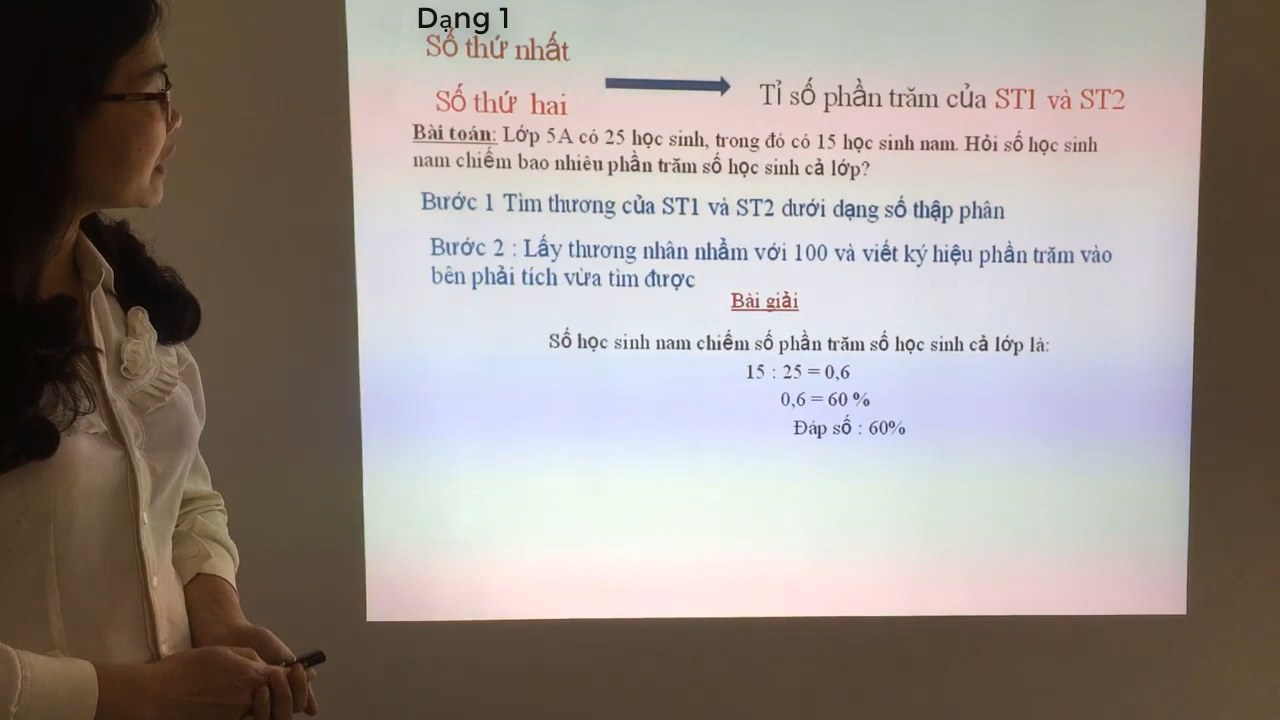 Dạng 1
Số thứ nhất
Số thứ hai
Tỉ số phần trăm của ST1 và ST2
Bài toán: Lớp 5A có 25 học sinh, trong đó có 15 học sinh nam. Hỏi số học sinh
nam chiếm bao nhiêu phần trăm số học sinh cả lớp?
Bước 1 Tìm thương của ST1 và ST2 dưới dạng số thập phân
Bước 2 : Lấy thương nhân nhẩm với 100 và viết ký hiệu phần trăm vào
bên phải tích vừa tìm được
Bài giải
Số học sinh nam chiếm số phần trăm số học sinh cả lớp là:
15 : 25 = 0,6
0,6 = 60 %
Đáp số : 60%